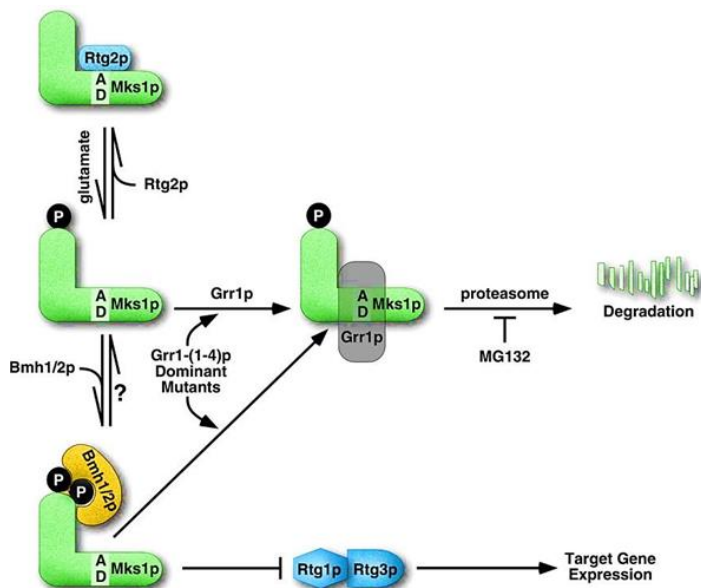 Rtg2p
A
D
Mks1p
glutamate
Rtg2p
P
P
A
D
Mks1p
Grr1p
A
D
Mks1p
Grr1p
proteasome
Degradation
MG132
Bmh1/2p
?
Grr1-(1-4)p
Dominant
Mutants
Bmh1/2p
P
P
A
D
Mks1p
Rtg1p
Rtg3p
Target Gene
Expression